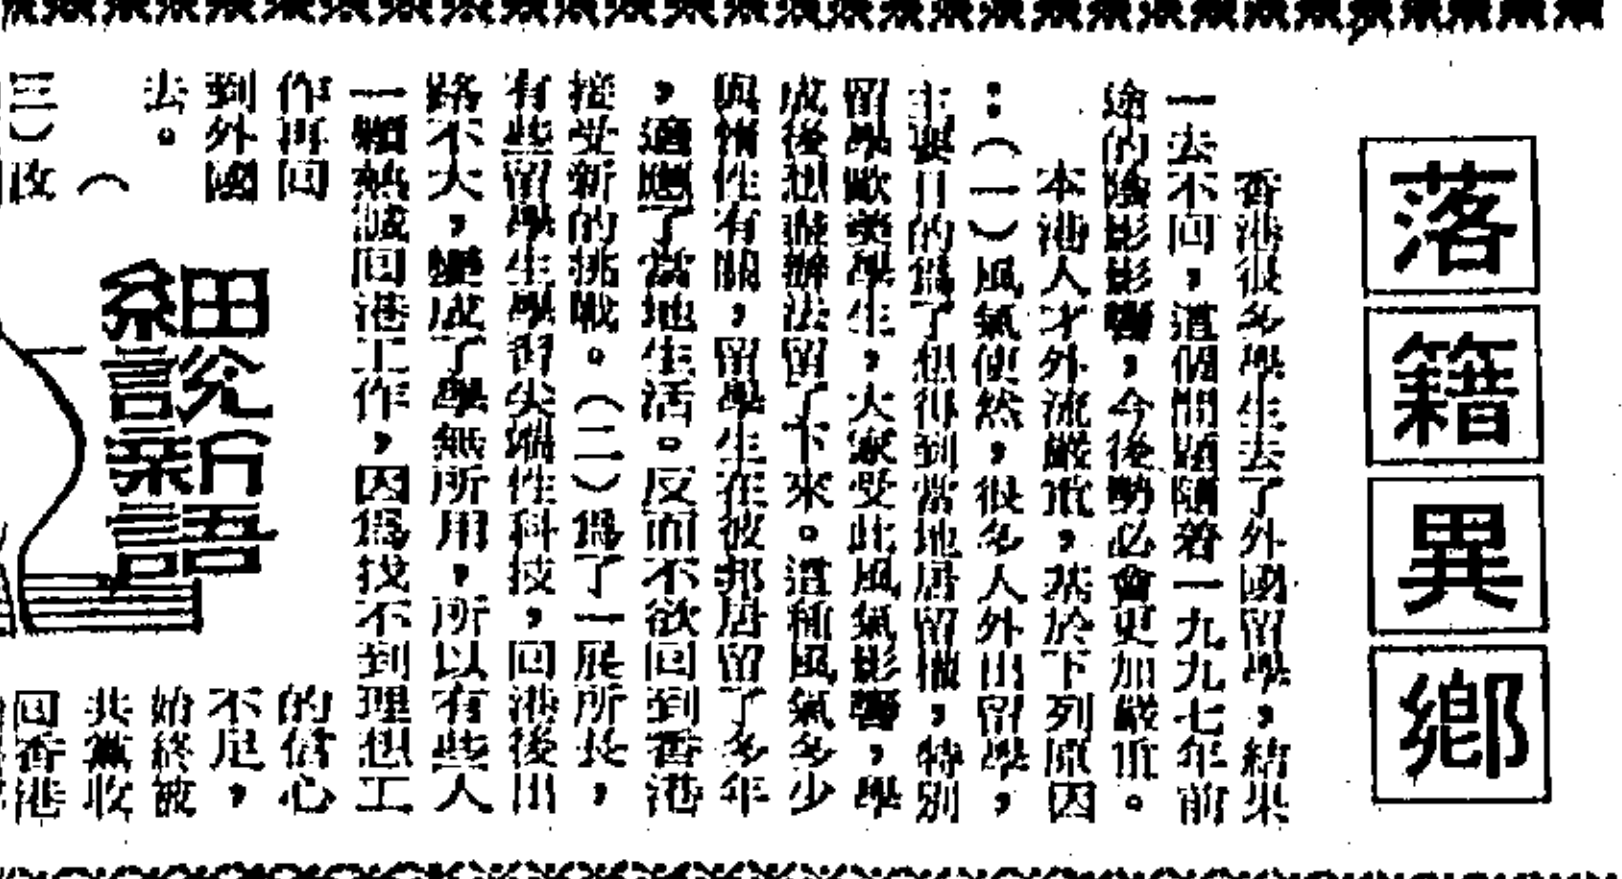 落籍異鄉
香港很多學生去了外國留學,結果
一去不回,這個問題隨着一九九七年前
途的陰影影響,今後勢必會更加嚴重。
本港人才外流嚴重,基於下列原因
:(一)風氣使然,很多人外出留學,
主要目的爲了想得到當地居留權,特別
留學歐美學生,大家受此風氣影響,學
成後想辦法留了下來。這種風氣多少
與惰性有關,留學生在彼邦居留了多年
,適應了當地生活。反而不欲回到香港
接受新的挑戰。(二)爲了一展所長,
有些留學生學習尖端性科技,回港後出
路不大,變成了學無所用,所以有些人
一顆熱誠回港工作,因爲找不到理想工
作再回
到外國
去。
(
三)收
細說新語
的信心
不足,
始終被
共黨收
回香港